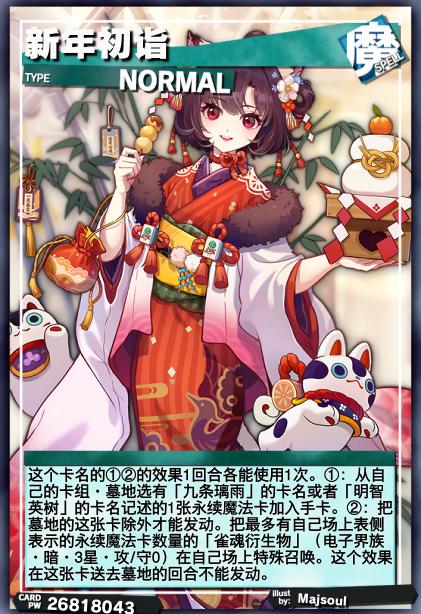 新年初诣
魔
SPELL
TYPE
NORMAL
这个卡名的①②的效果1回合各能使用1次。①：从自
己的卡组・墓地选有「九条璃雨」的卡名或者「明智
英树」的卡名记述的1张永续魔法卡加入手卡。②：把
墓地的这张卡除外才能发动。把最多有自己场上表侧
表示的永续魔法卡数量的「雀魂衍生物」（电子界族
・暗・3星・攻/守0）在自己场上特殊召唤。这个效果
在这张卡送去墓地的回合不能发动。
CARD PW 26818043
illust by: Majsoul